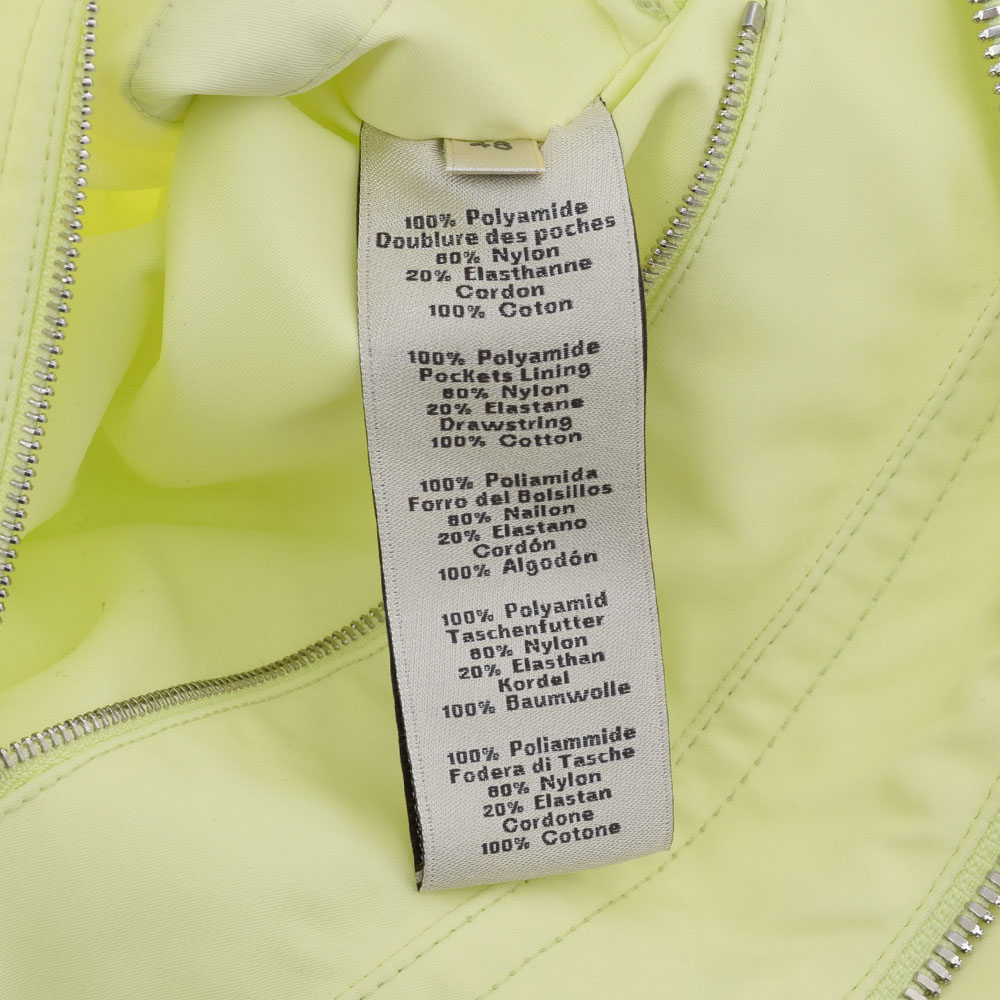 48
100% Polyamide
Doublure des poches
80% Nylon
20% Elasthanne
Cordon
100% Coton
100% Polyamide
Pockets Lining
80% Nylon
20% Elastane
Drawstring
100% Cotton
100% Poliamida
Forro del Bolsillos
80% Nailon
20% Elastano
Cordón
100% Algodón
100% Polyamid
Taschenfutter
80% Nylon
20% Elasthan
Kordel
100% Baumwolle
100% Poliammide
Fodera di Tasche
80% Nylon
20% Elastan
Cordone
100% Cotone